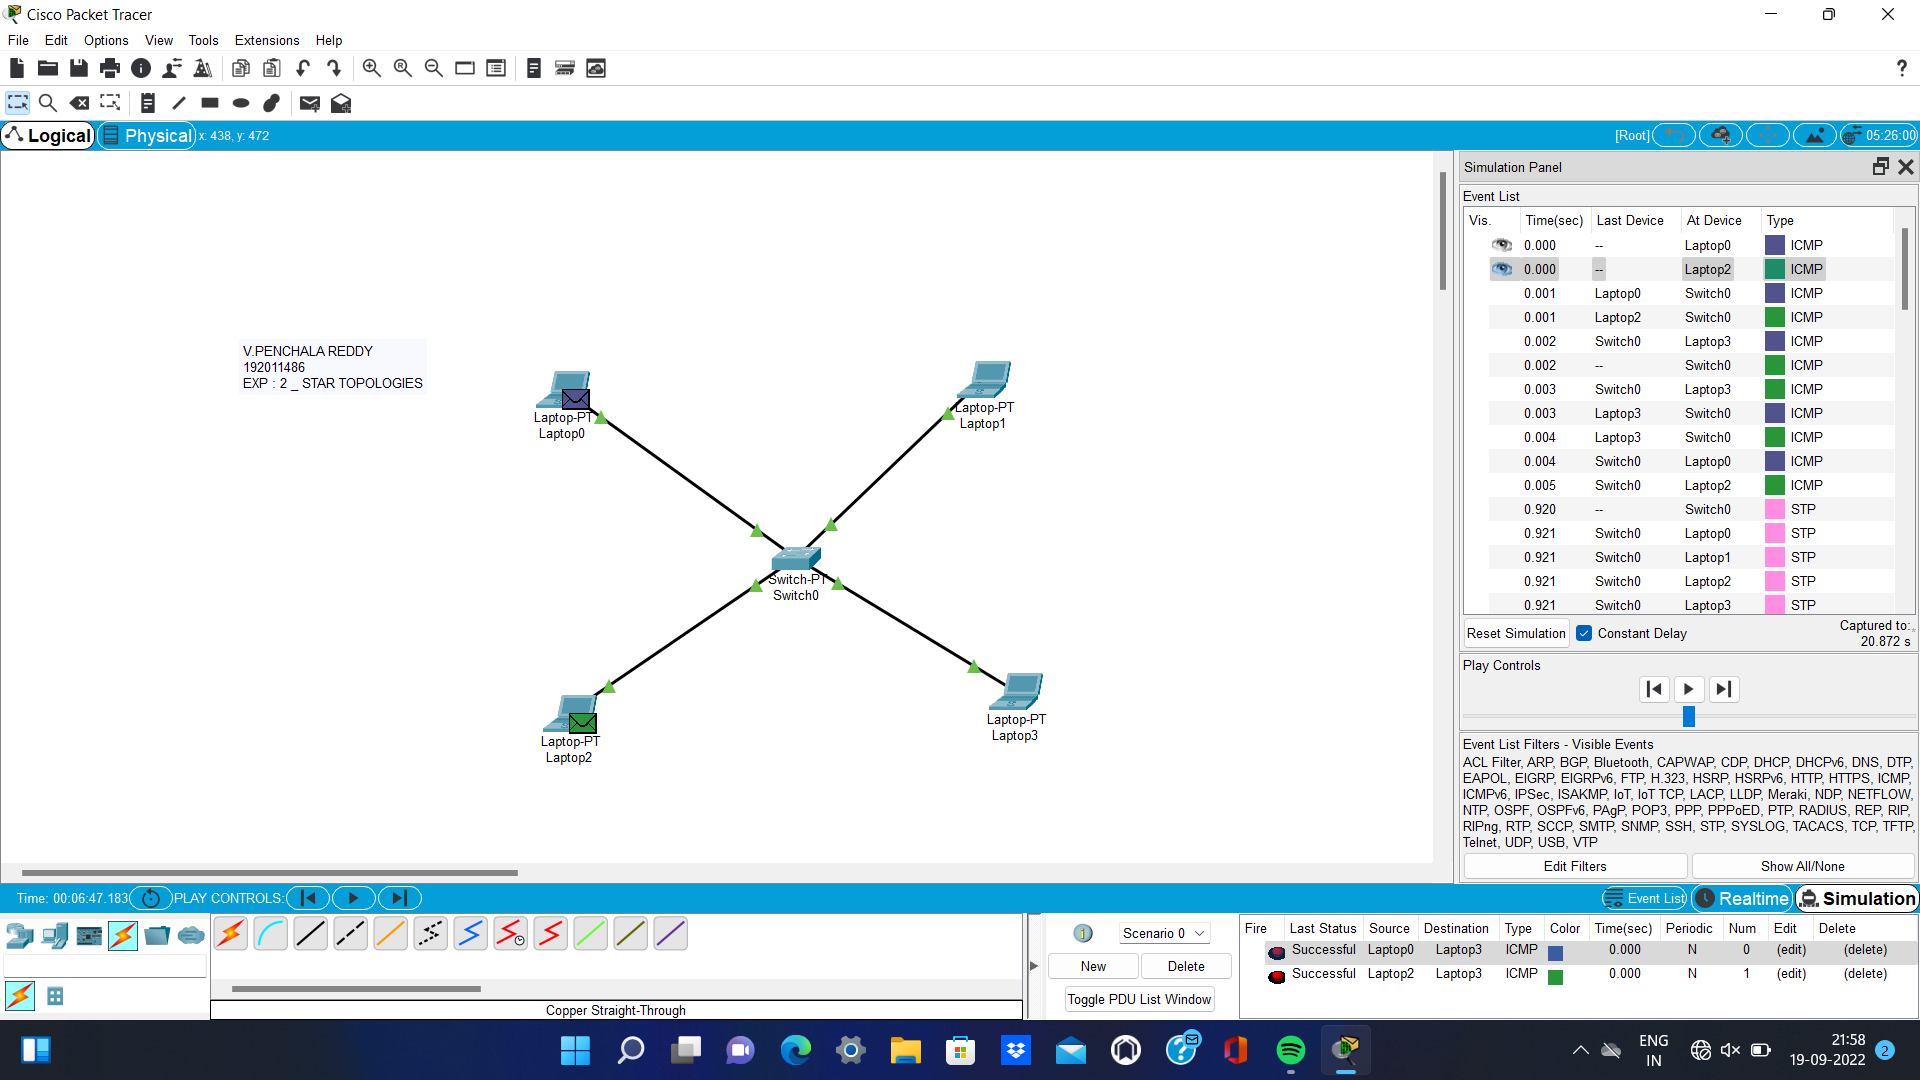 Cisco Packet Tracer
File Edit Options View Tools Extensions Help
?
Logical Physical x: 438, y: 472 [Root] 05:26:00
V.PENCHALA REDDY
192011486
EXP : 2 _ STAR TOPOLOGIES
Laptop-PT
Laptop0
Laptop-PT
Laptop1
Switch-PT
Switch0
Laptop-PT
Laptop2
Laptop-PT
Laptop3
Simulation Panel
Event List
Vis. Time(sec) Last Device At Device Type
0.000 -- Laptop0 ICMP
0.000 -- Laptop2 ICMP
0.001 Laptop0 Switch0 ICMP
0.001 Laptop2 Switch0 ICMP
0.002 Switch0 Laptop3 ICMP
0.002 -- Switch0 ICMP
0.003 Switch0 Laptop3 ICMP
0.003 Laptop3 Switch0 ICMP
0.004 Laptop3 Switch0 ICMP
0.004 Switch0 Laptop0 ICMP
0.005 Switch0 Laptop2 ICMP
0.920 -- Switch0 STP
0.921 Switch0 Laptop0 STP
0.921 Switch0 Laptop1 STP
0.921 Switch0 Laptop2 STP
0.921 Switch0 Laptop3 STP
Reset Simulation Constant Delay Captured to:
20.872 s
Play Controls
Event List Filters - Visible Events
ACL Filter, ARP, BGP, Bluetooth, CAPWAP, CDP, DHCP, DHCPv6, DNS, DTP,
EAPOL, EIGRP, EIGRPv6, FTP, H.323, HSRP, HSRPv6, HTTP, HTTPS, ICMP,
ICMPv6, IPSec, ISAKMP, IoT, IoT TCP, LACP, LLDP, Meraki, NDP, NETFLOW,
NTP, OSPF, OSPFv6, PAgP, POP3, PPP, PPPoED, PTP, RADIUS, REP, RIP,
RIPng, RTP, SCCP, SMTP, SNMP, SSH, STP, SYSLOG, TACACS, TCP, TFTP,
Telnet, UDP, USB, VTP
Edit Filters Show All/None
Time: 00:06:47.183 PLAY CONTROLS: Event List Realtime Simulation
Copper Straight-Through
Scenario 0
New Delete
Toggle PDU List Window
Fire Last Status Source Destination Type Color Time(sec) Periodic Num Edit Delete
Successful Laptop0 Laptop3 ICMP 0.000 N 0 (edit) (delete)
Successful Laptop2 Laptop3 ICMP 0.000 N 1 (edit) (delete)
ENG
IN
21:58
19-09-2022
2